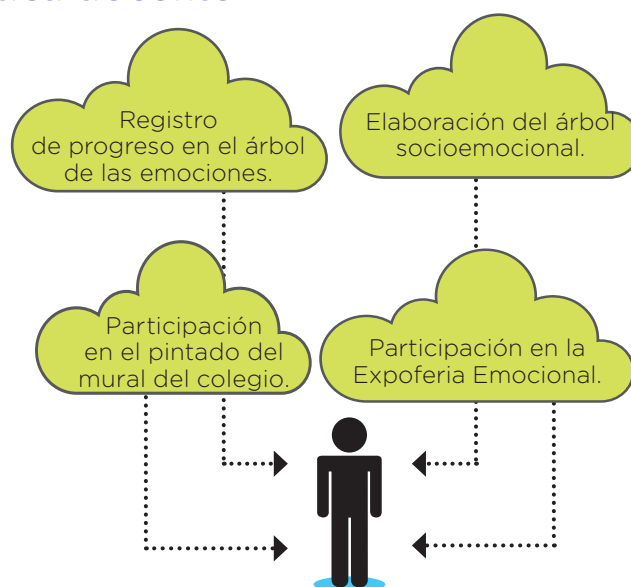 Registro
de progreso en el árbol
de las emociones.
Elaboración del árbol
socioemocional.
Participación
en el pintado del
mural del colegio.
Participación en la
Expoferia Emocional.